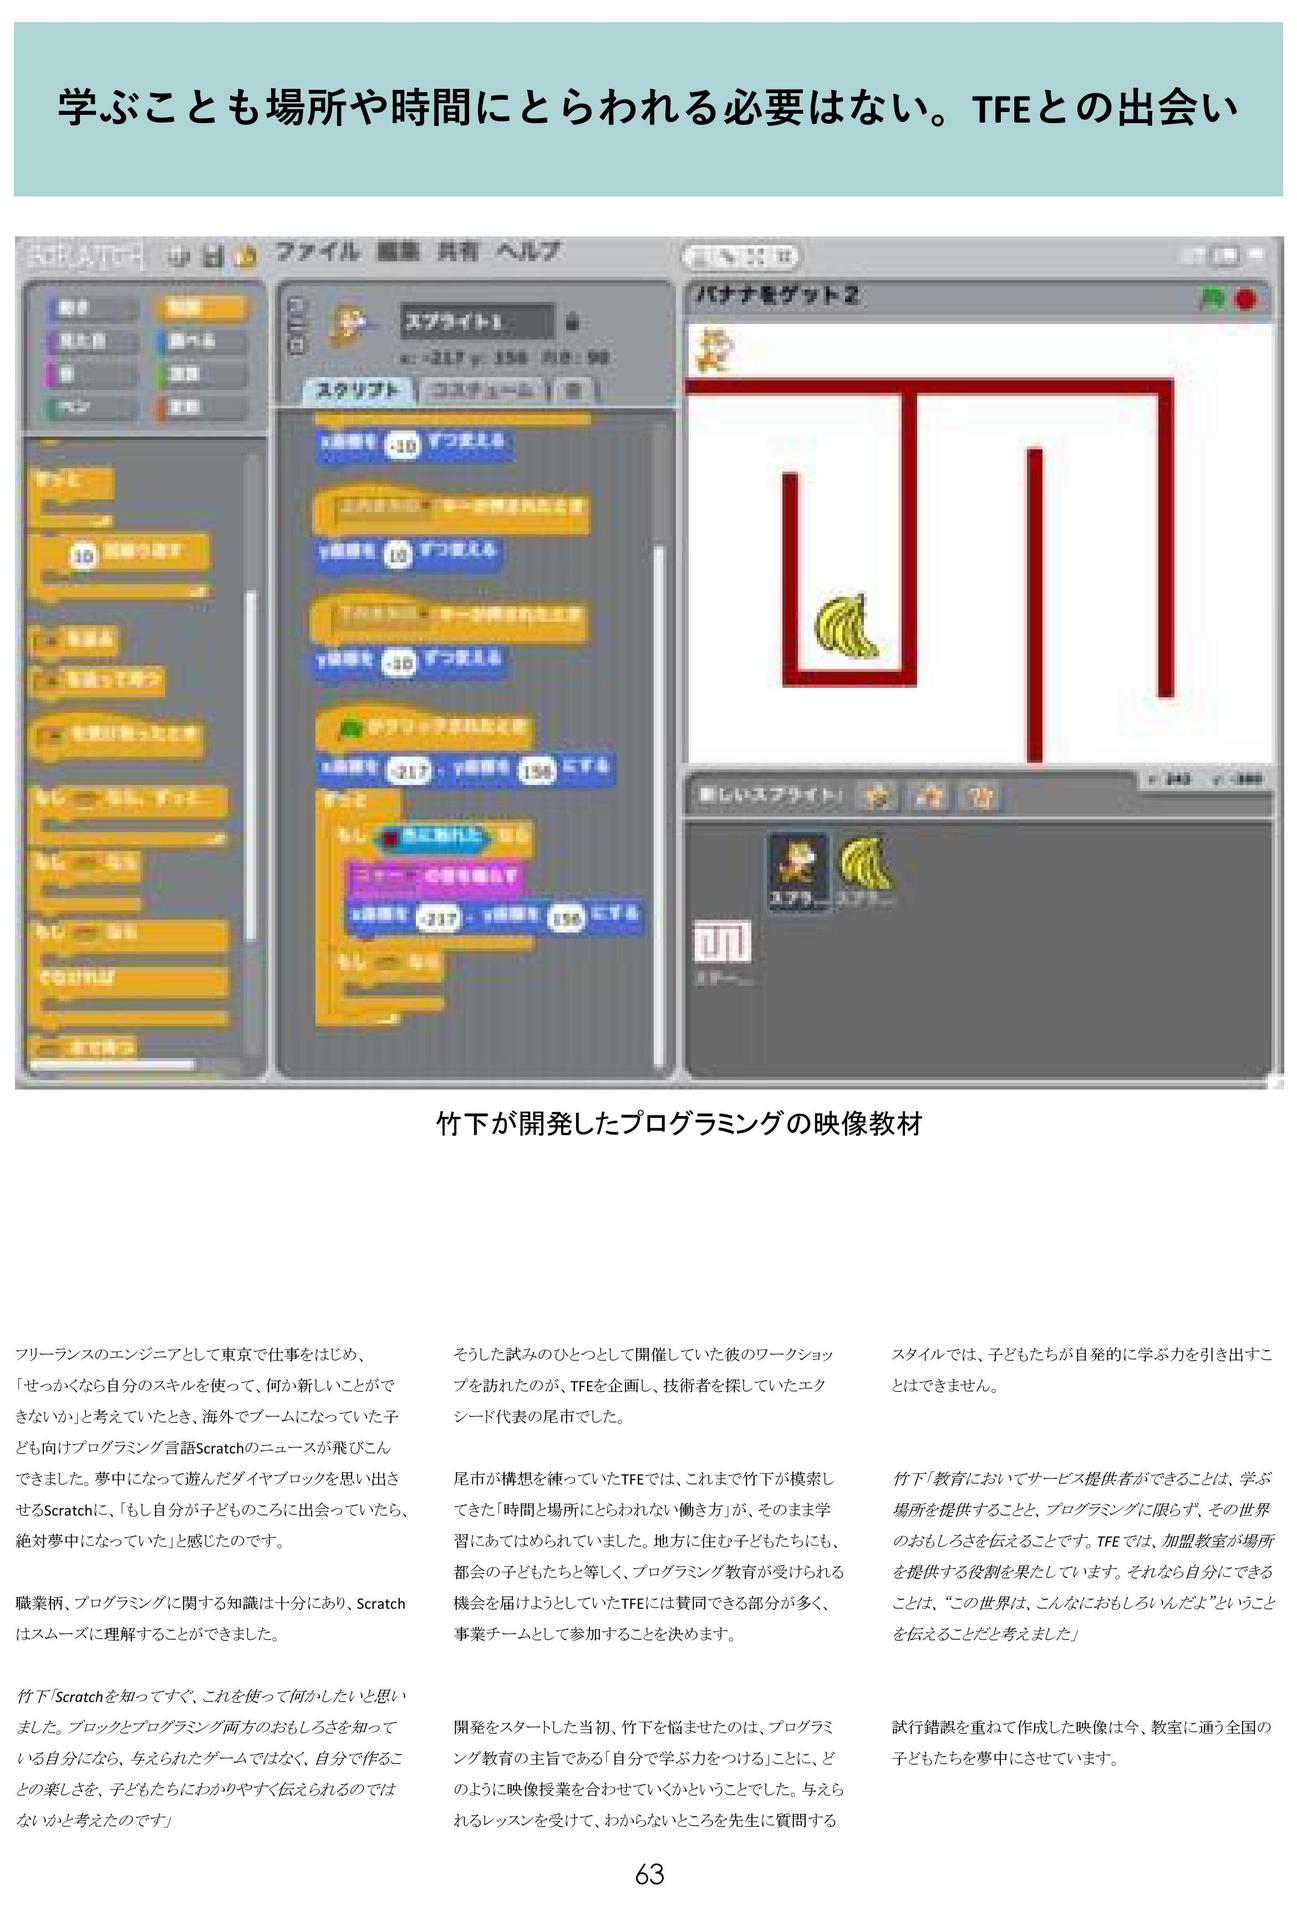 学ぶことも場所や時間にとらわれる必要はない。TFEとの出会い
SCRATCH
ファイル 編集 共有 ヘルプ
動き 制御
見た目 調べる
音 演算
ペン 変数
スプライト1
x: -217 y: 156 向き: 90
スクリプト コスチューム 音
バナナをゲット2
ずっと
10 回繰り返す
を送る
を送って待つ
を受け取ったとき
もし なら、ずっと
もし なら
もし なら
でなければ
まで待つ
x座標を -10 ずつ変える
キーが押されたとき
y座標を 10 ずつ変える
キーが押されたとき
y座標を -10 ずつ変える
がクリックされたとき
x座標を -217 、y座標を 156 にする
ずっと
もし 色に触れた なら
の音を鳴らす
x座標を -217 、y座標を 156 にする
もし なら
新しいスプライト:
スプラ... スプラ...
ステー...
竹下が開発したプログラミングの映像教材
フリーランスのエンジニアとして東京で仕事をはじめ、
「せっかくなら自分のスキルを使って、何か新しいことがで
きないか」と考えていたとき、海外でブームになっていた子
ども向けプログラミング言語Scratchのニュースが飛びこん
できました。夢中になって遊んだダイヤブロックを思い出さ
せるScratchに、「もし自分が子どものころに出会っていたら、
絶対夢中になっていた」と感じたのです。
職業柄、プログラミングに関する知識は十分にあり、Scratch
はスムーズに理解することができました。
竹下「Scratchを知ってすぐ、これを使って何かしたいと思い
ました。ブロックとプログラミング両方のおもしろさを知って
いる自分になら、与えられたゲームではなく、自分で作るこ
との楽しさを、子どもたちにわかりやすく伝えられるのでは
ないかと考えたのです」
そうした試みのひとつとして開催していた彼のワークショッ
プを訪れたのが、TFEを企画し、技術者を探していたエク
シード代表の尾市でした。
尾市が構想を練っていたTFEでは、これまで竹下が模索し
てきた「時間と場所にとらわれない働き方」が、そのまま学
習にあてはめられていました。地方に住む子どもたちにも、
都会の子どもたちと等しく、プログラミング教育が受けられる
機会を届けようとしていたTFEには賛同できる部分が多く、
事業チームとして参加することを決めます。
開発をスタートした当初、竹下を悩ませたのは、プログラミ
ング教育の主旨である「自分で学ぶ力をつける」ことに、ど
のように映像授業を合わせていくかということでした。与えら
れるレッスンを受けて、わからないところを先生に質問する
スタイルでは、子どもたちが自発的に学ぶ力を引き出すこ
とはできません。
竹下「教育においてサービス提供者ができることは、学ぶ
場所を提供することと、プログラミングに限らず、その世界
のおもしろさを伝えることです。TFEでは、加盟教室が場所
を提供する役割を果たしています。それなら自分にできる
ことは、“この世界は、こんなにおもしろいんだよ”ということ
を伝えることだと考えました」
試行錯誤を重ねて作成した映像は今、教室に通う全国の
子どもたちを夢中にさせています。
63